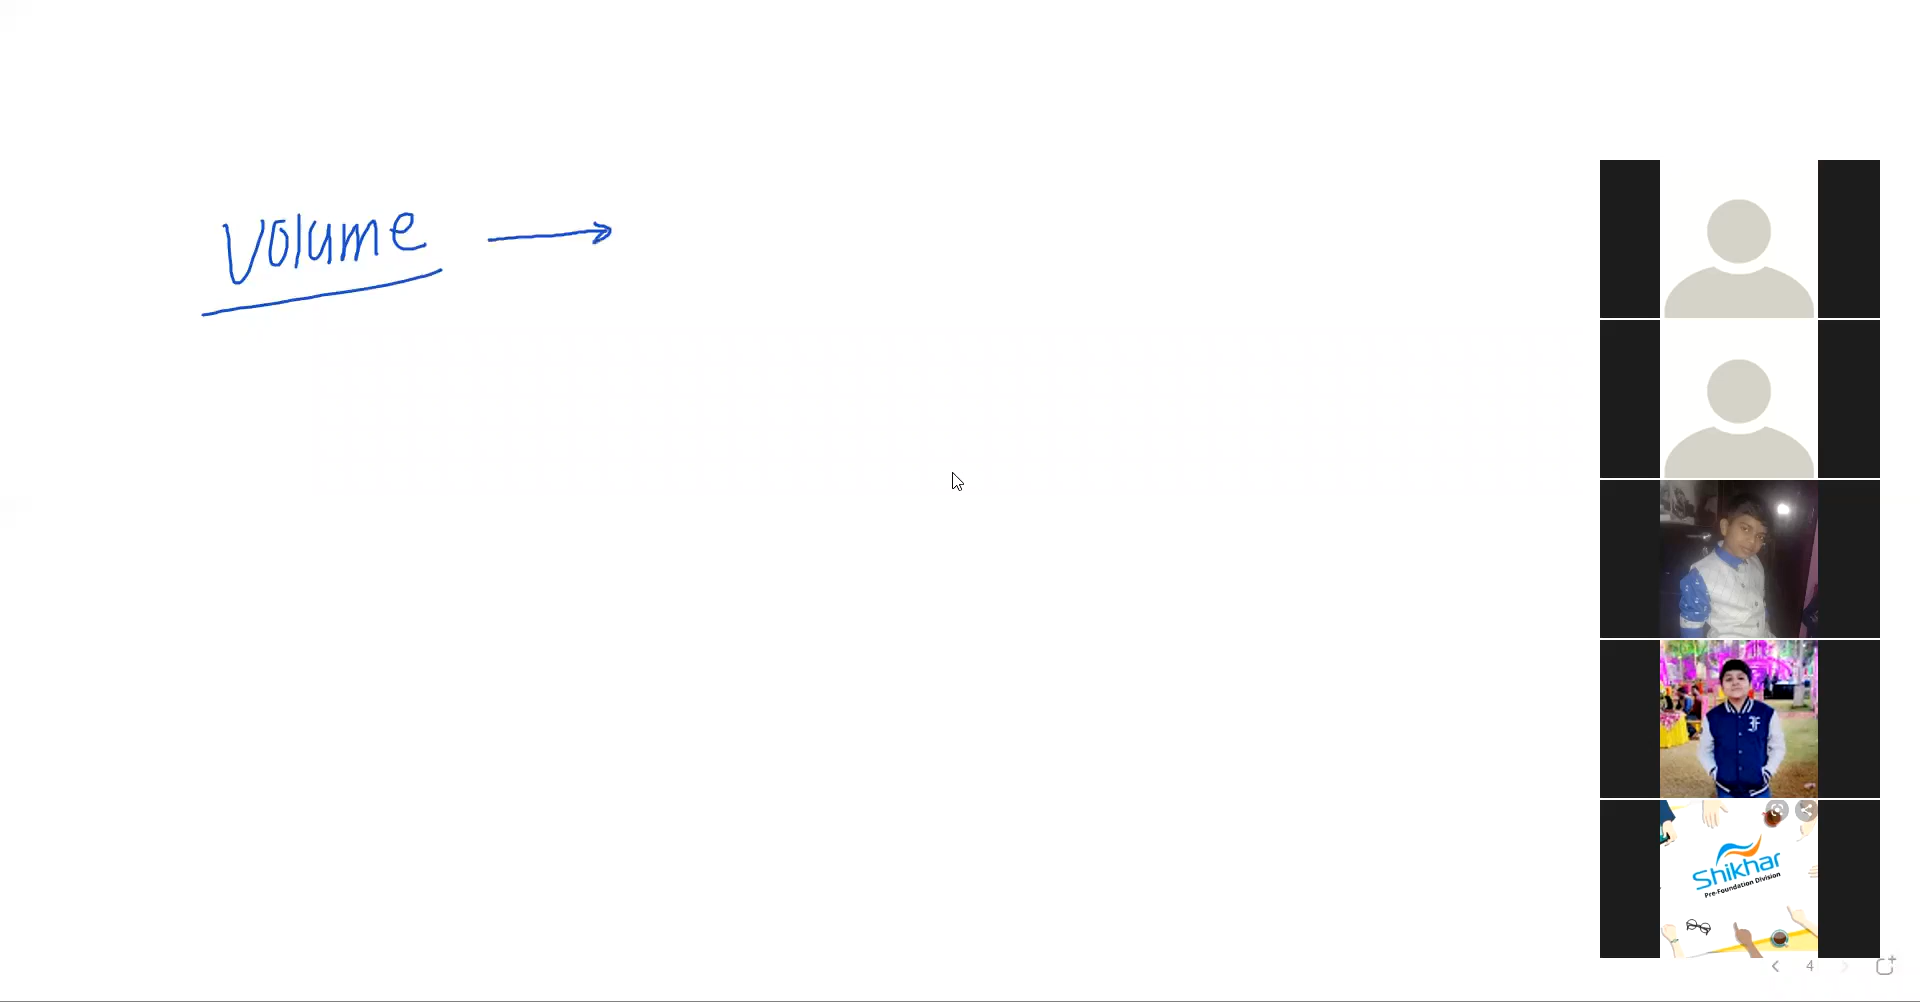 Volume →
F
Shikhar
Pre-Foundation Division
4